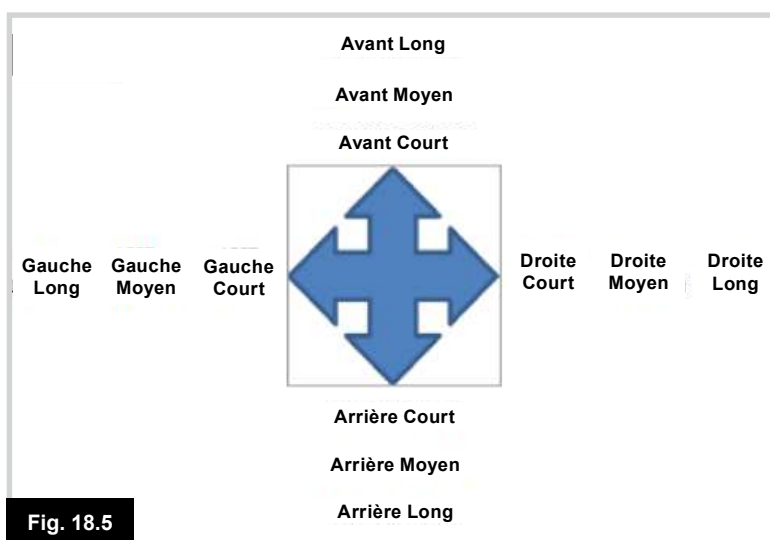 Avant Long
Avant Moyen
Avant Court
Gauche
Long
Gauche
Moyen
Gauche
Court
Droite
Court
Droite
Moyen
Droite
Long
Arrière Court
Arrière Moyen
Arrière Long
Fig. 18.5